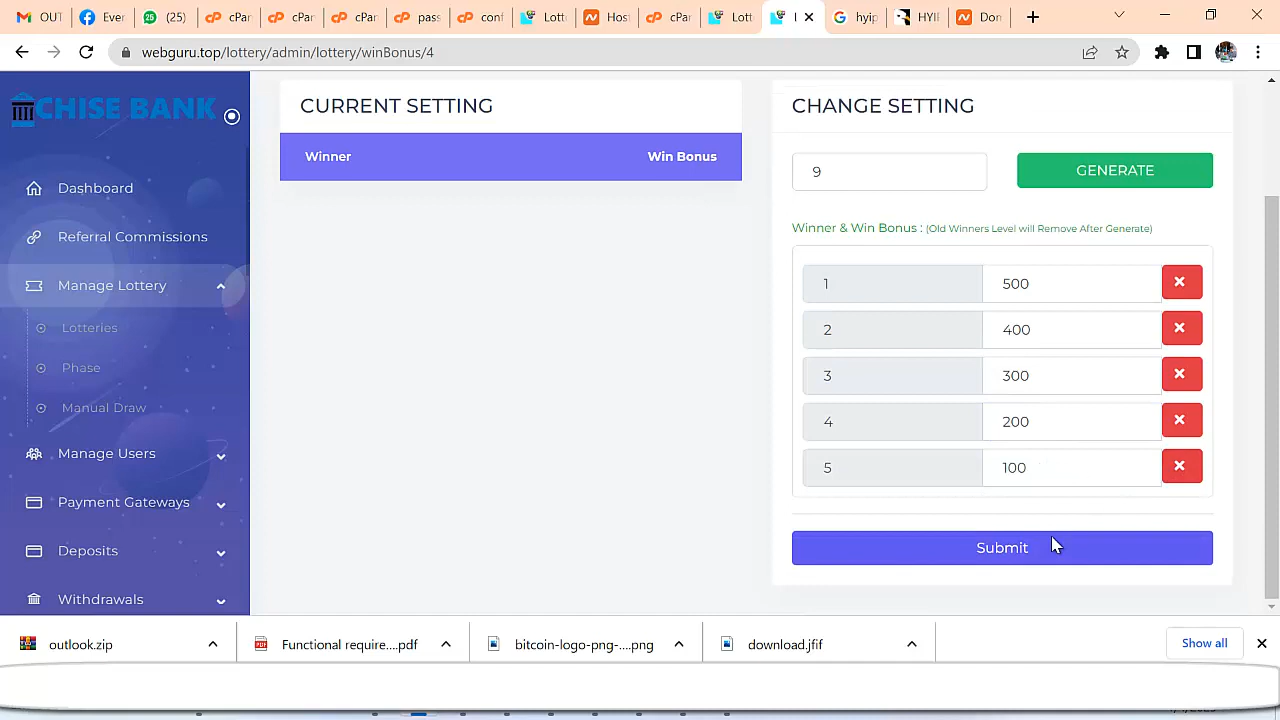 OUT
Ever
(25)
cPar
cPar
cPar
pass
conf
Lotte
Host
cPar
Lott
hyip
HYIF
Don
webguru.top/lottery/admin/lottery/winBonus/4
CHISE BANK
Dashboard
Referral Commissions
Manage Lottery
Lotteries
Phase
Manual Draw
Manage Users
Payment Gateways
Deposits
Withdrawals
CURRENT SETTING
Winner Win Bonus
CHANGE SETTING
9 GENERATE
Winner & Win Bonus : (Old Winners Level will Remove After Generate)
1 500
2 400
3 300
4 200
5 100
Submit
outlook.zip
Functional require....pdf
bitcoin-logo-png-....png
download.jfif
Show all